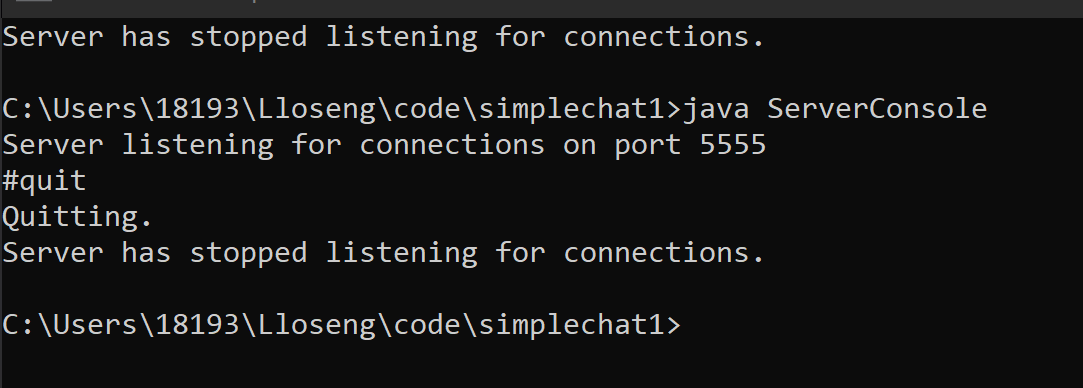 Server has stopped listening for connections.
C:\Users\18193\Lloseng\code\simplechat1>java ServerConsole
Server listening for connections on port 5555
#quit
Quitting.
Server has stopped listening for connections.
C:\Users\18193\Lloseng\code\simplechat1>